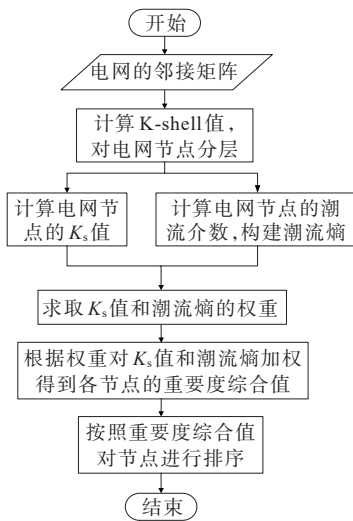 开始
电网的邻接矩阵
计算K-shell值,
对电网节点分层
计算电网节
点的Ks值
计算电网节点的潮
流介数,构建潮流熵
求取Ks值和潮流熵的权重
根据权重对Ks值和潮流熵加权
得到各节点的重要度综合值
按照重要度综合值
对节点进行排序
结束